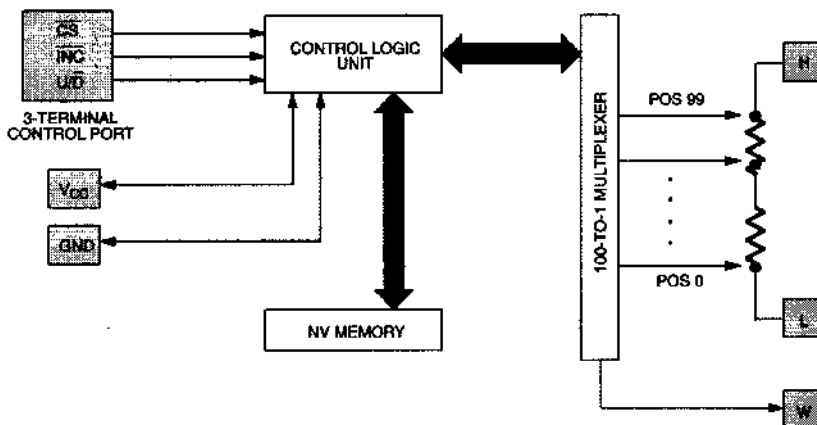 CS
INC
U/D
3-TERMINAL
CONTROL PORT
CONTROL LOGIC
UNIT
VCC
GND
NV MEMORY
100-TO-1 MULTIPLEXER
POS 99
POS 0
H
L
W